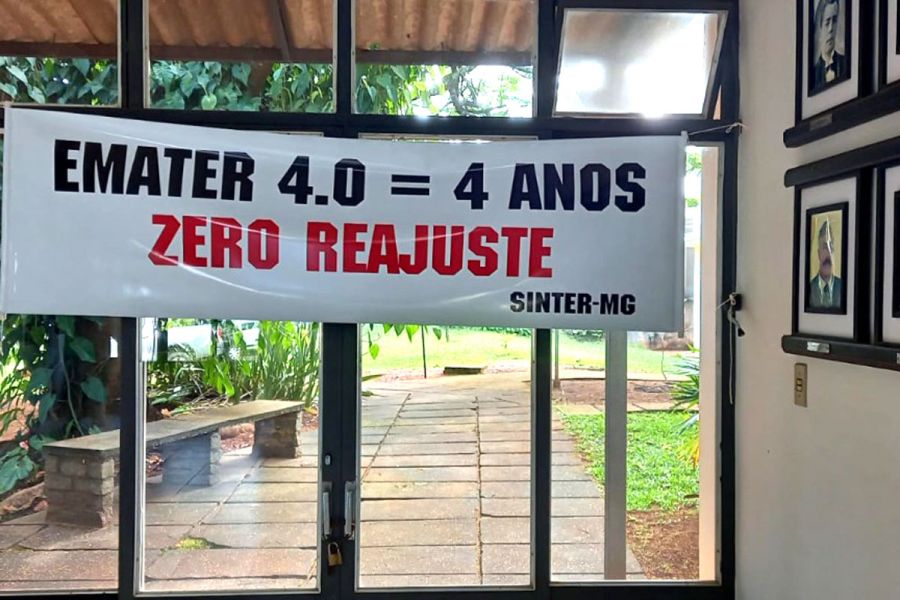 EMATER 4.0 = 4 ANOS
ZERO REAJUSTE
SINTER-MG